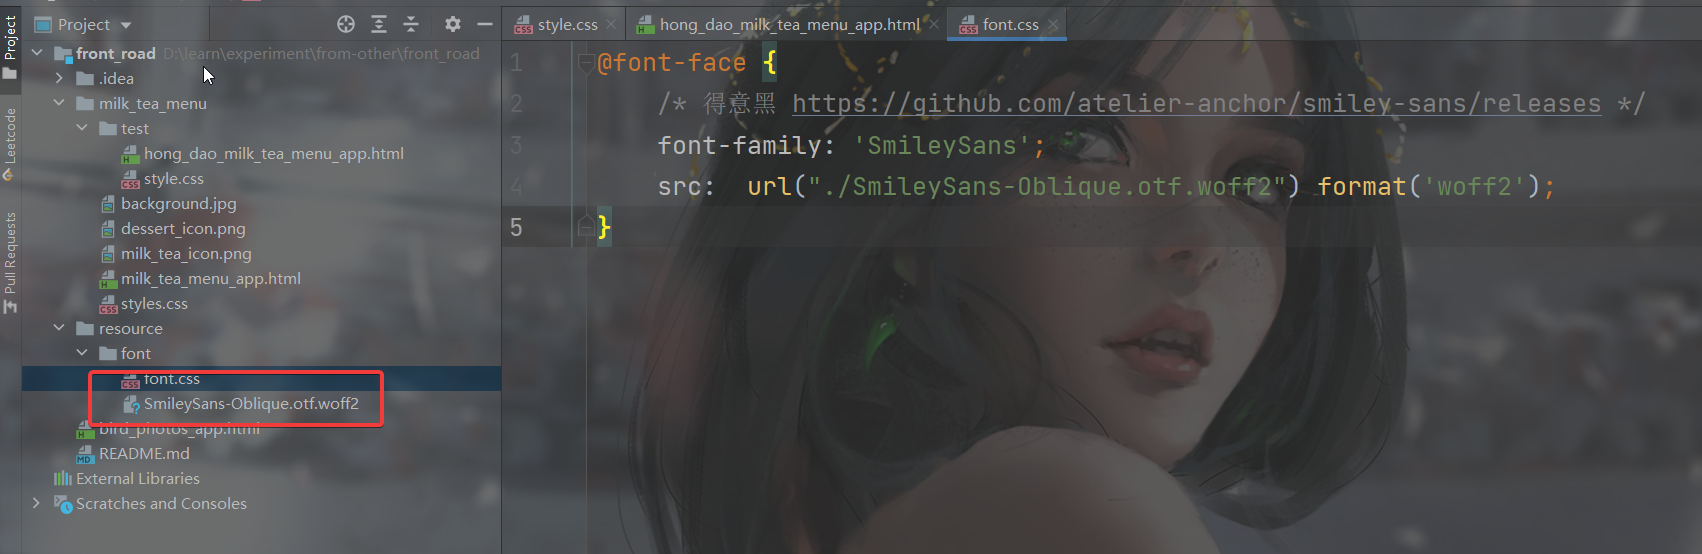 Project
style.css
hong_dao_milk_tea_menu_app.html
font.css
Project
Leetcode
Pull Requests
front_road D:\learn\experiment\from-other\front_road
.idea
milk_tea_menu
test
hong_dao_milk_tea_menu_app.html
style.css
background.jpg
dessert_icon.png
milk_tea_icon.png
milk_tea_menu_app.html
styles.css
resource
font
font.css
SmileySans-Oblique.otf.woff2
bird_photos_app.html
README.md
External Libraries
Scratches and Consoles
1 @font-face {
2 /* 得意黑 https://github.com/atelier-anchor/smiley-sans/releases */
3 font-family: 'SmileySans';
4 src: url("./SmileySans-Oblique.otf.woff2") format('woff2');
5 }